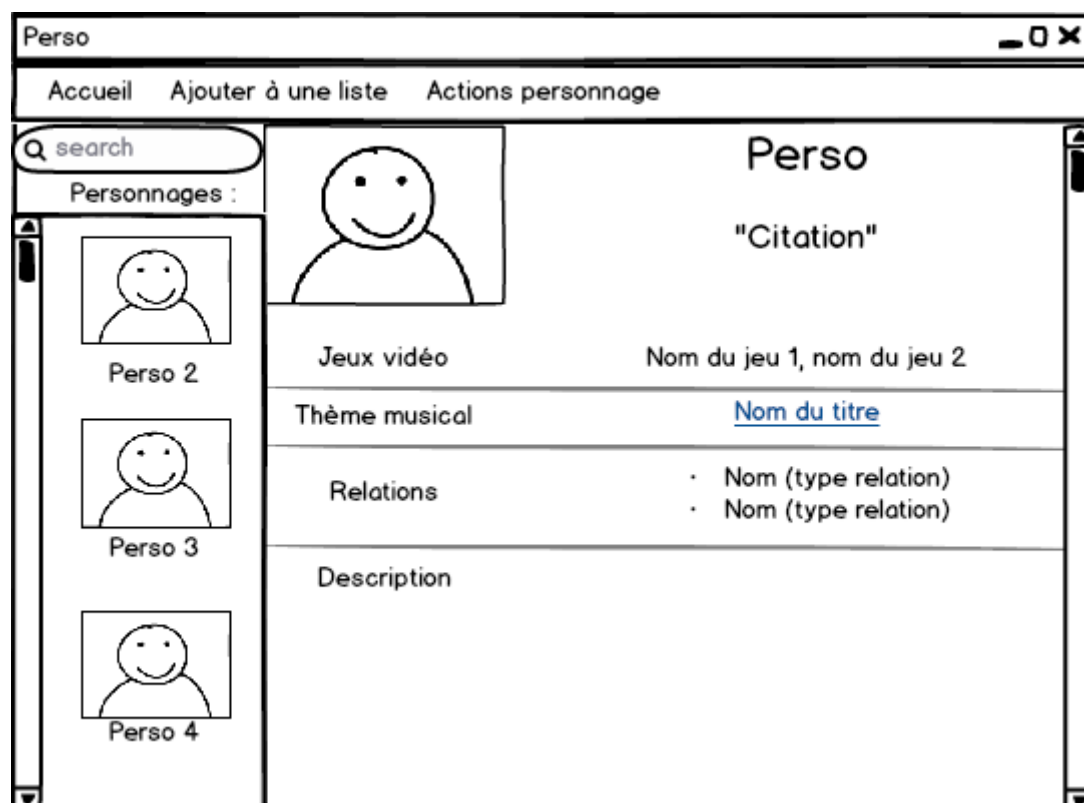 Perso
Accueil Ajouter à une liste Actions personnage
search
Personnages :
Perso 2
Perso 3
Perso 4
Perso
"Citation"
Jeux vidéo Nom du jeu 1, nom du jeu 2
Thème musical Nom du titre
Relations
· Nom (type relation)
· Nom (type relation)
Description